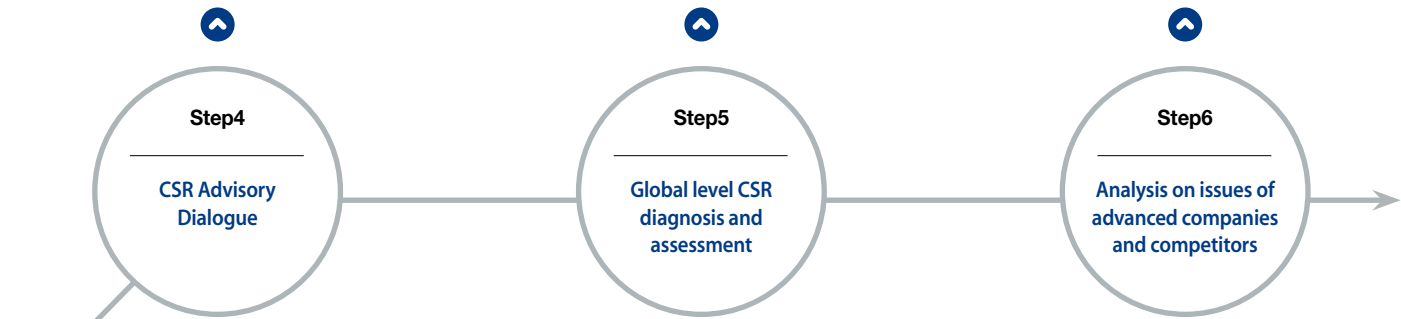 Step4
CSR Advisory
Dialogue
Step5
Global level CSR
diagnosis and
assessment
Step6
Analysis on issues of
advanced companies
and competitors